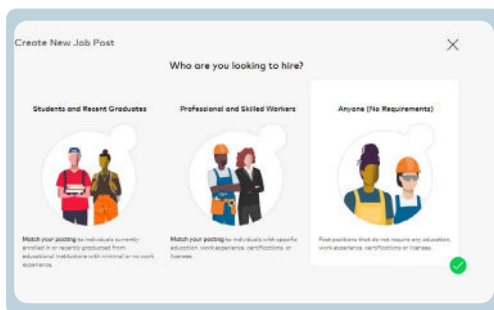 Create New Job Post
Who are you looking to hire?
Students and Recent Graduates
Match your posting to individuals currently
enrolled in or recently graduated from
educational institutions with minimal or no work
experience.
Professional and Skilled Workers
Match your posting to individuals with specific
education, work experience, certifications, or
licenses.
Anyone (No Requirements)
Post positions that do not require any education,
work experience, certifications or licenses.